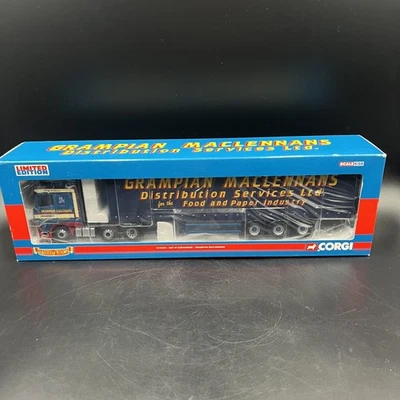 GRAMPIAN MACLENNANS
Distribution Services Ltd.
LIMITED
EDITION
SCALE 1:50
GRAMPIAN MACLENNANS
Distribution Services Ltd.
for the Food and Paper Industry
CORGI